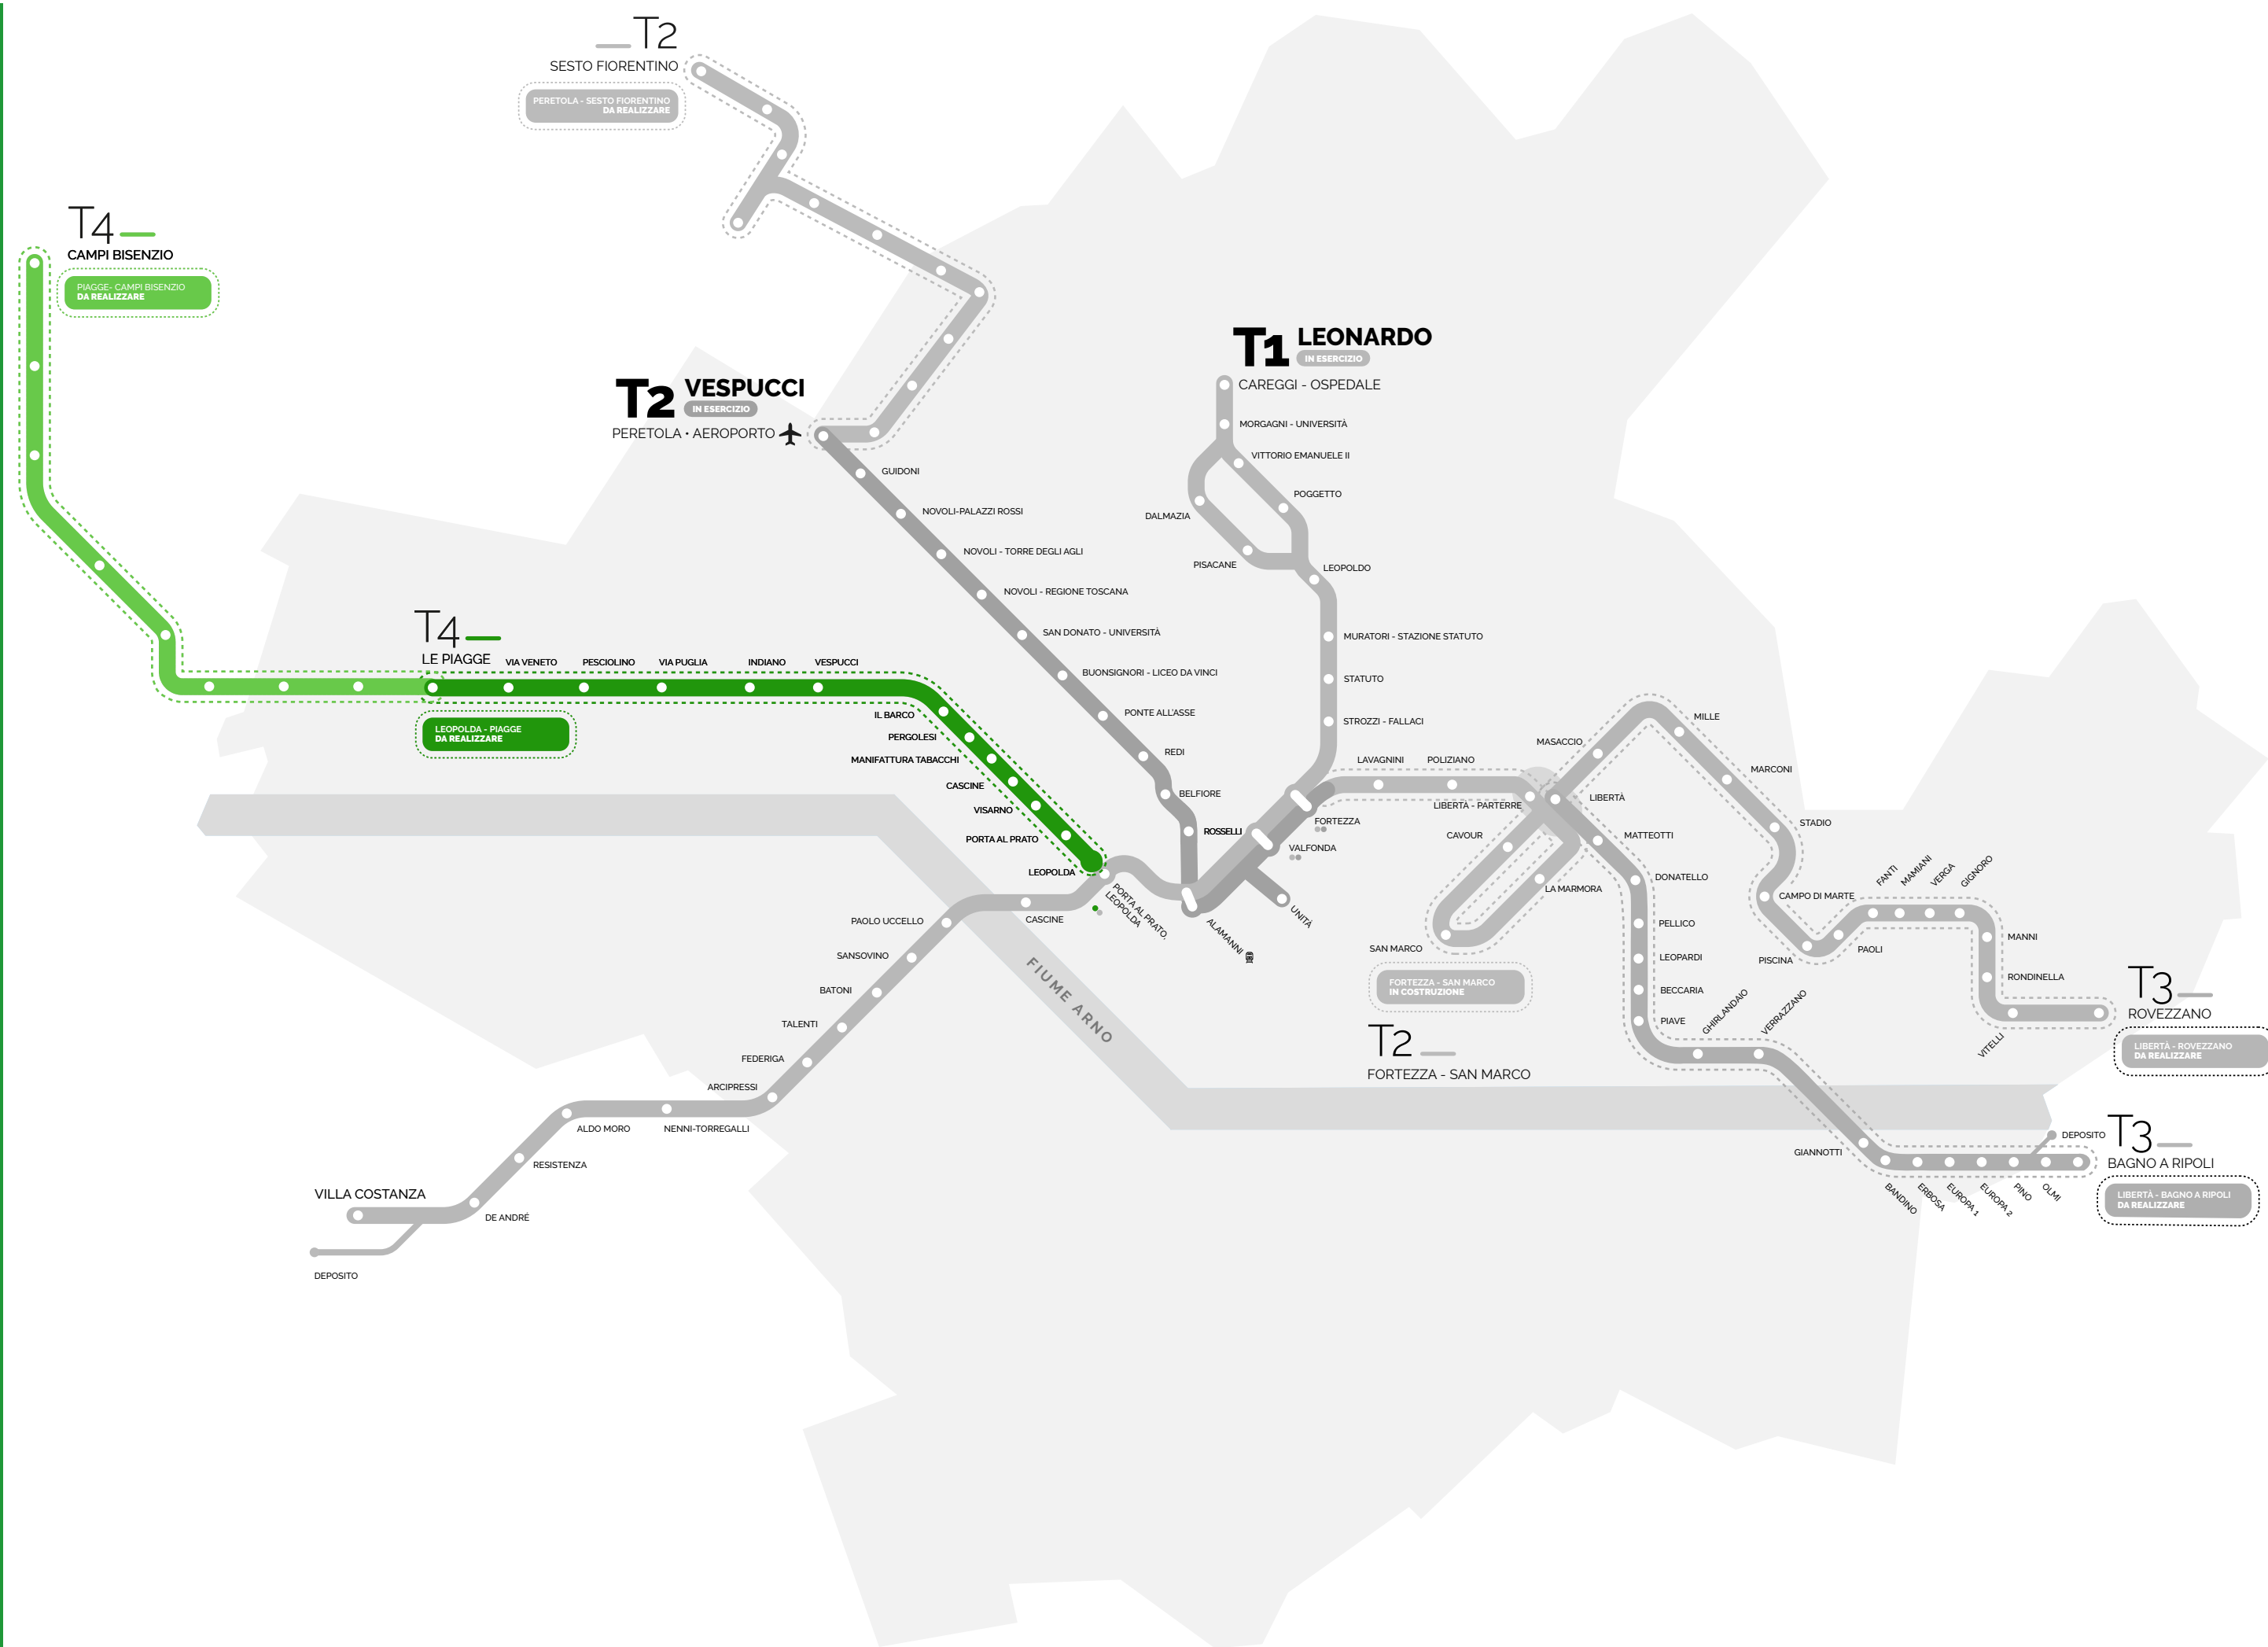 T2
SESTO FIORENTINO
PERETOLA - SESTO FIORENTINO
DA REALIZZARE
T4
CAMPI BISENZIO
PIAGGE- CAMPI BISENZIO
DA REALIZZARE
T1 LEONARDO
IN ESERCIZIO
CAREGGI - OSPEDALE
T2 VESPUCCI
IN ESERCIZIO
PERETOLA • AEROPORTO
MORGAGNI - UNIVERSITÀ
VITTORIO EMANUELE II
POGGETTO
DALMAZIA
PISACANE
LEOPOLDO
MURATORI - STAZIONE STATUTO
STATUTO
STROZZI - FALLACI
GUIDONI
NOVOLI-PALAZZI ROSSI
NOVOLI - TORRE DEGLI AGLI
NOVOLI - REGIONE TOSCANA
SAN DONATO - UNIVERSITÀ
BUONSIGNORI - LICEO DA VINCI
PONTE ALL'ASSE
REDI
BELFIORE
ROSSELLI
T4
LE PIAGGE
VIA VENETO
PESCIOLINO
VIA PUGLIA
INDIANO
VESPUCCI
LEOPOLDA - PIAGGE
DA REALIZZARE
IL BARCO
PERGOLESI
MANIFATTURA TABACCHI
CASCINE
VISARNO
PORTA AL PRATO
LEOPOLDA
PORTA AL PRATO,
LEOPOLDA
ALAMANNI
UNITÀ
VALFONDA
FORTEZZA
LAVAGNINI
POLIZIANO
LIBERTÀ - PARTERRE
CAVOUR
LA MARMORA
SAN MARCO
FORTEZZA - SAN MARCO
IN COSTRUZIONE
T2
FORTEZZA - SAN MARCO
MASACCIO
MILLE
MARCONI
STADIO
CAMPO DI MARTE
PISCINA
PAOLI
FANTI
MAMIANI
VERGA
GIGNORO
MANNI
RONDINELLA
VITELLI
T3
ROVEZZANO
LIBERTÀ - ROVEZZANO
DA REALIZZARE
LIBERTÀ
MATTEOTTI
DONATELLO
PELLICO
LEOPARDI
BECCARIA
PIAVE
GHIRLANDAIO
VERRAZZANO
GIANNOTTI
BANDINO
ERBOSA
EUROPA 1
EUROPA 2
PINO
OLMI
DEPOSITO
T3
BAGNO A RIPOLI
LIBERTÀ - BAGNO A RIPOLI
DA REALIZZARE
CASCINE
PAOLO UCCELLO
SANSOVINO
BATONI
TALENTI
FEDERIGA
ARCIPRESSI
NENNI-TORREGALLI
ALDO MORO
RESISTENZA
DE ANDRÉ
VILLA COSTANZA
DEPOSITO
FIUME ARNO